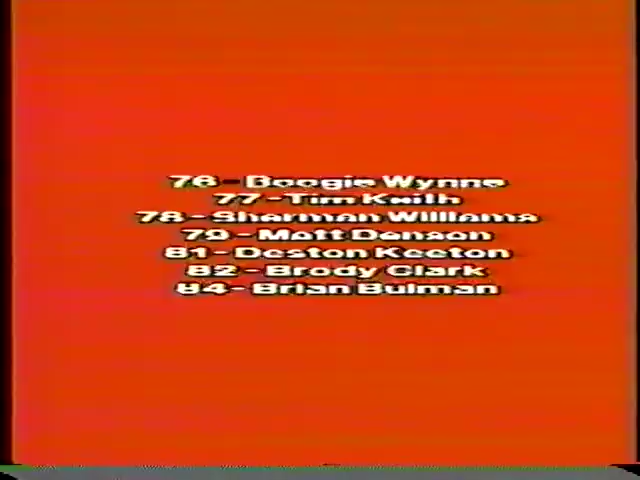 76 - Boogie Wynne
77 - Tim Keith
78 - Sherman Williams
79 - Matt Denson
81 - Deston Keeton
82 - Brody Clark
84 - Brian Bulman